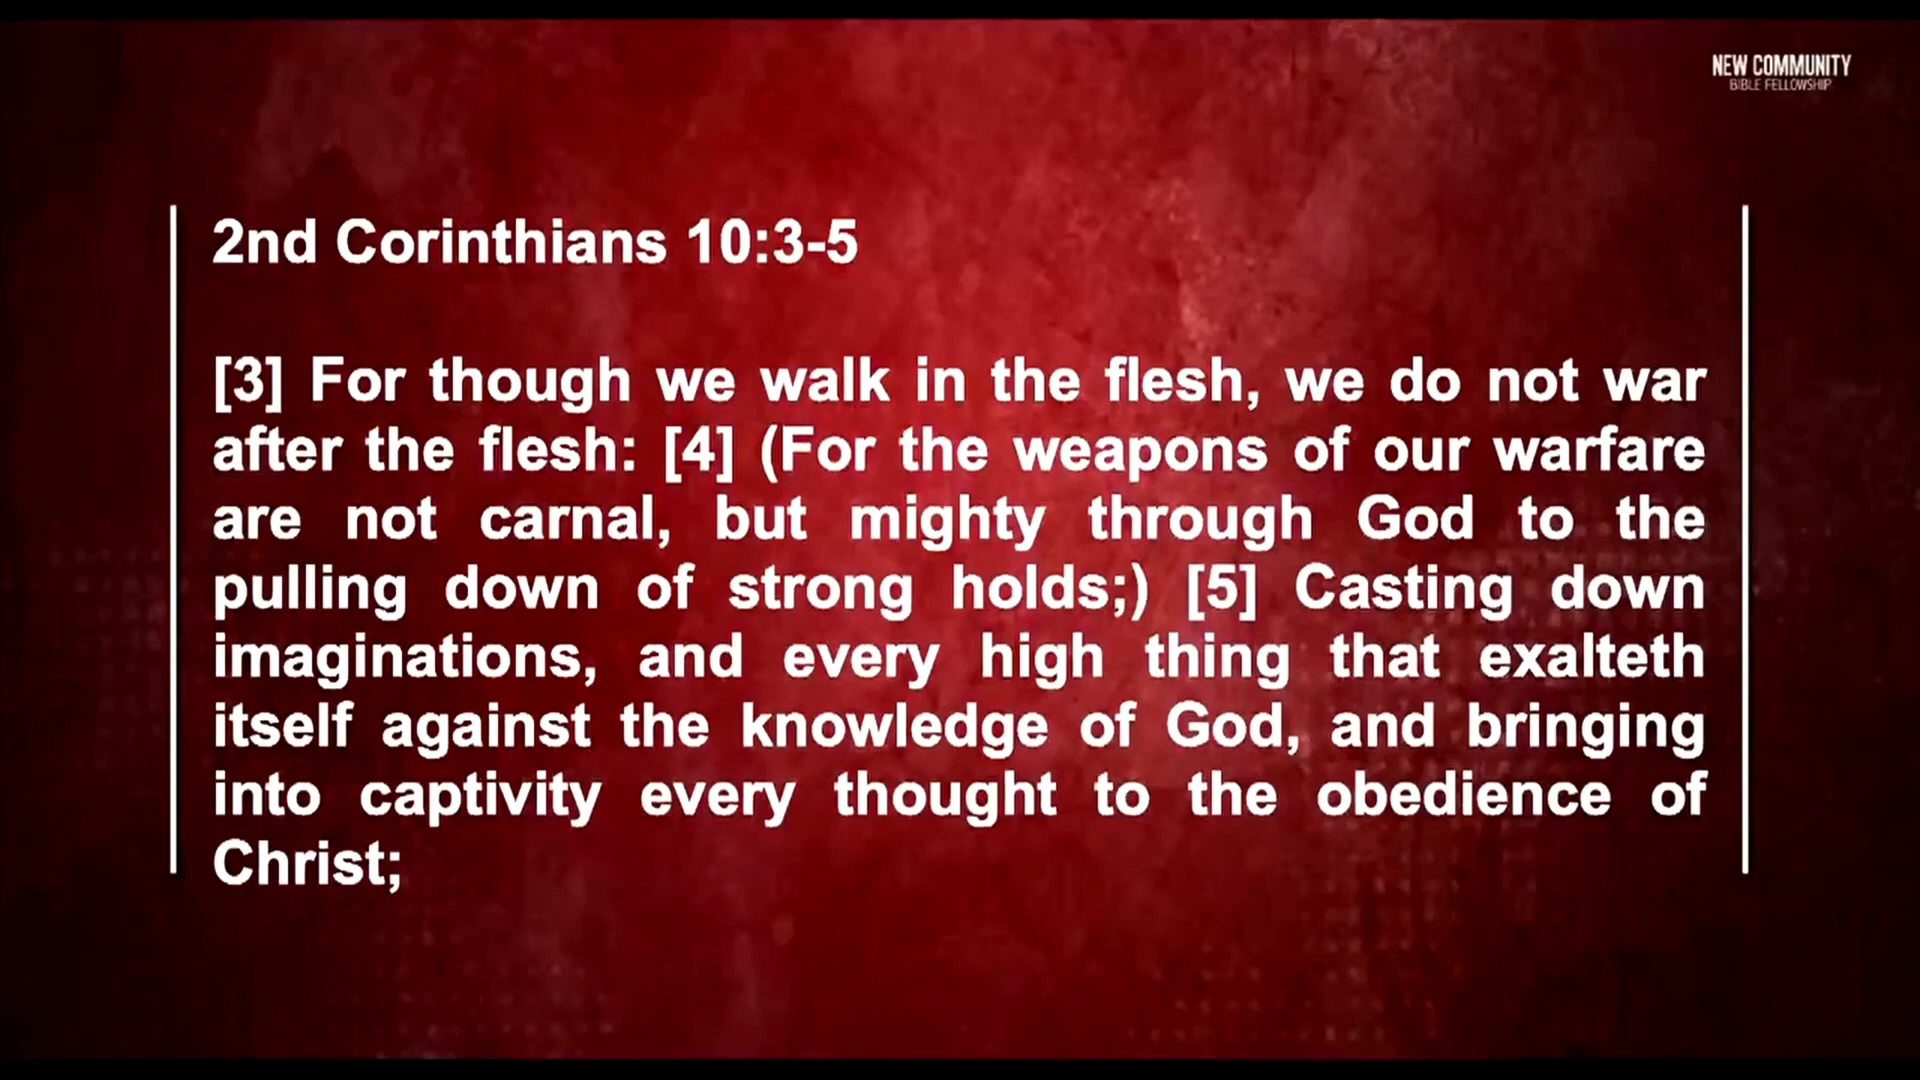 NEW COMMUNITY
BIBLE FELLOWSHIP
2nd Corinthians 10:3-5
[3] For though we walk in the flesh, we do not war
after the flesh: [4] (For the weapons of our warfare
are not carnal, but mighty through God to the
pulling down of strong holds;) [5] Casting down
imaginations, and every high thing that exalteth
itself against the knowledge of God, and bringing
into captivity every thought to the obedience of
Christ;